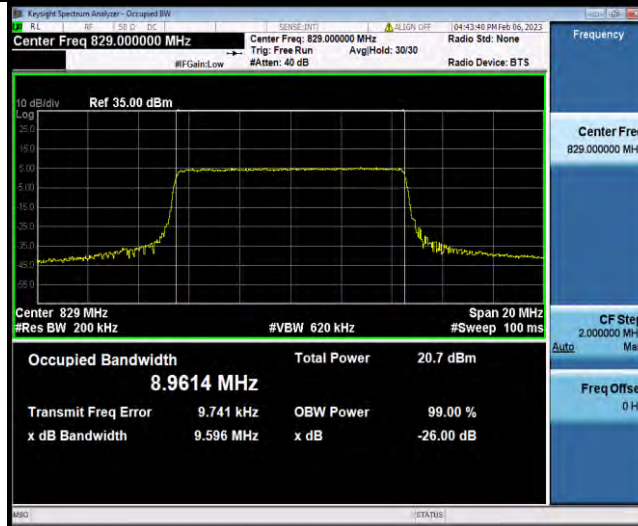 Keysight Spectrum Analyzer - Occupied BW
RL RF 50 Ω DC SENSE:INT ALIGN OFF 04:43:40 PM Feb 06, 2023
Center Freq 829.000000 MHz
Center Freq: 829.000000 MHz
Radio Std: None
Trig: Free Run Avg|Hold: 30/30
#IFGain:Low #Atten: 40 dB Radio Device: BTS
10 dB/div Ref 35.00 dBm
Log
25.0
15.0
5.00
-5.00
-15.0
-25.0
-35.0
-45.0
-55.0
Center 829 MHz Span 20 MHz
#Res BW 200 kHz #VBW 620 kHz #Sweep 100 ms
Occupied Bandwidth Total Power 20.7 dBm
8.9614 MHz
Transmit Freq Error 9.741 kHz OBW Power 99.00 %
x dB Bandwidth 9.596 MHz x dB -26.00 dB
MSG STATUS
Frequency
Center Fre
829.000000 MH
CF Step
2.000000 MH
Auto Ma
Freq Offse
0 H